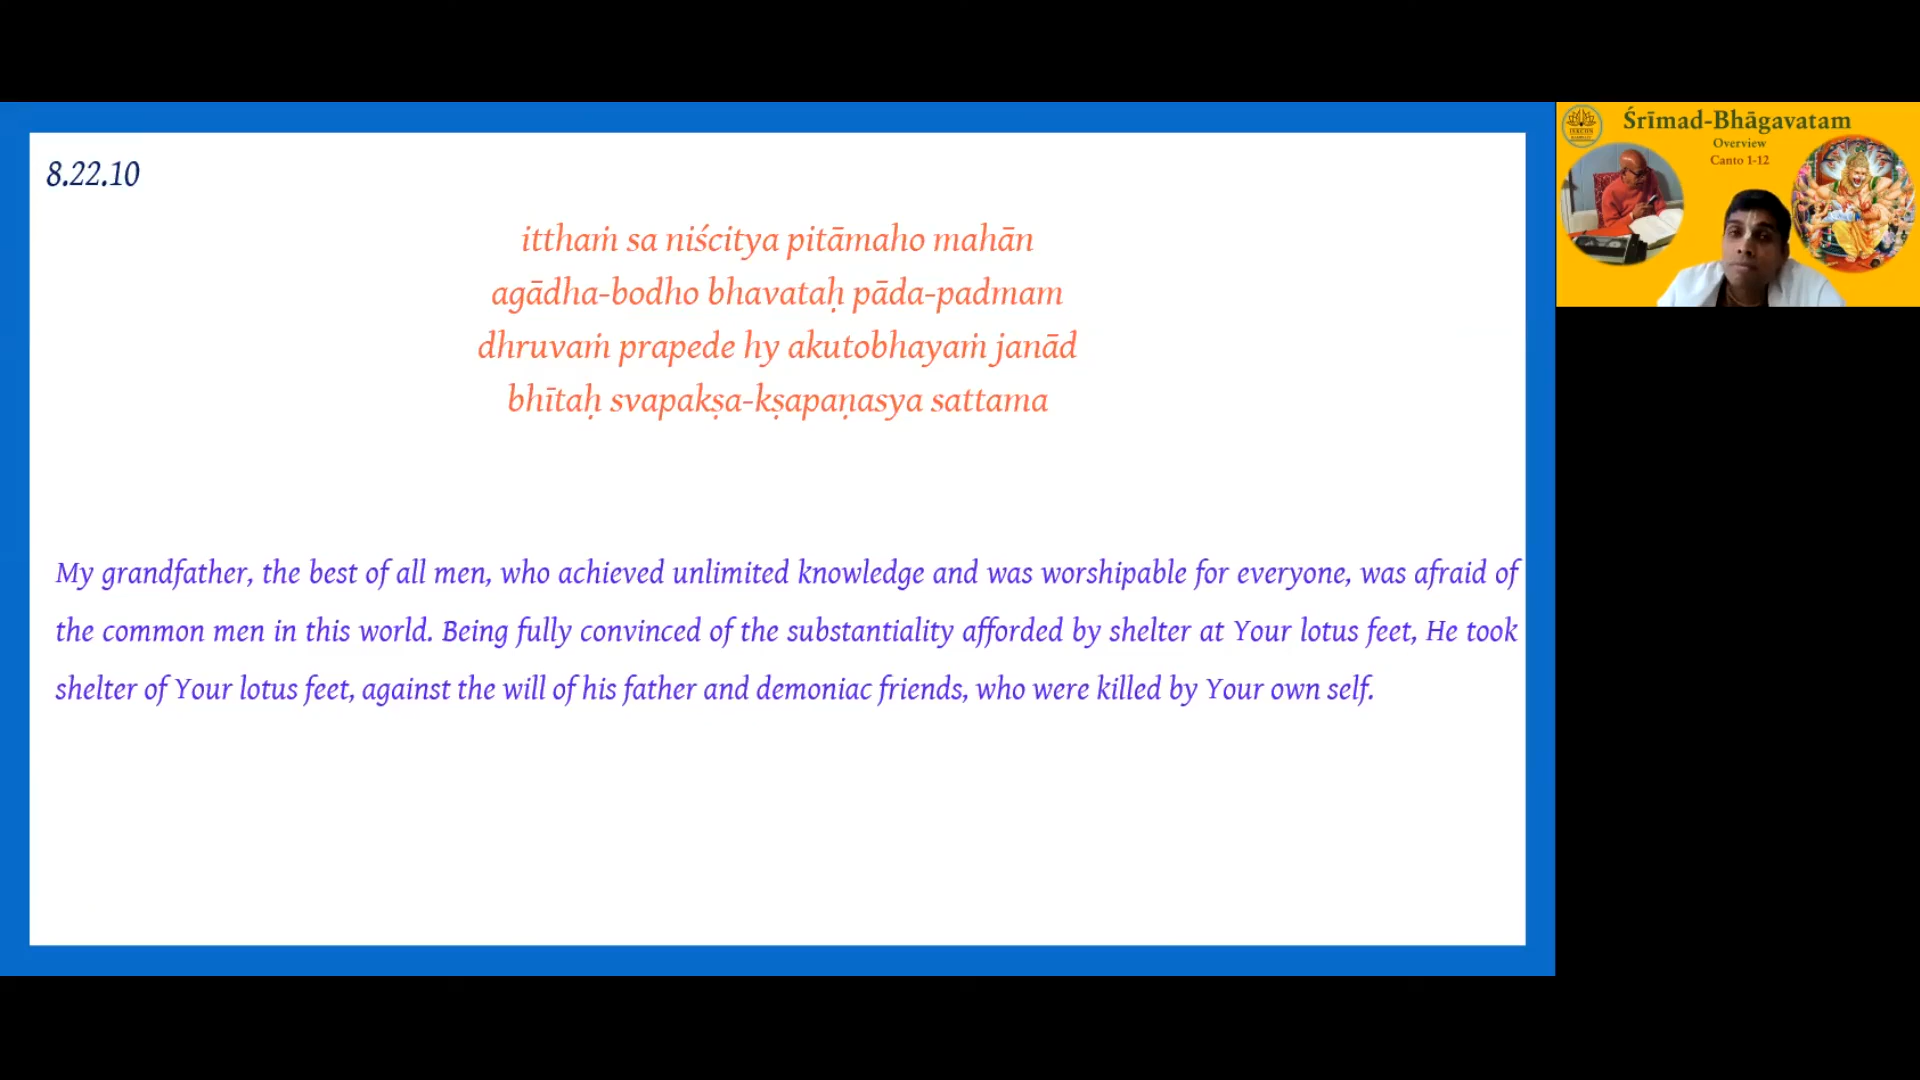 8.22.10
itthaṁ sa niścitya pitāmaho mahān
agādha-bodho bhavataḥ pāda-padmam
dhruvaṁ prapede hy akutobhayaṁ janād
bhītaḥ svapakṣa-kṣapaṇasya sattama
My grandfather, the best of all men, who achieved unlimited knowledge and was worshipable for everyone, was afraid of
the common men in this world. Being fully convinced of the substantiality afforded by shelter at Your lotus feet, He took
shelter of Your lotus feet, against the will of his father and demoniac friends, who were killed by Your own self.
Śrīmad-Bhāgavatam
Overview
Canto 1-12
ISKCON